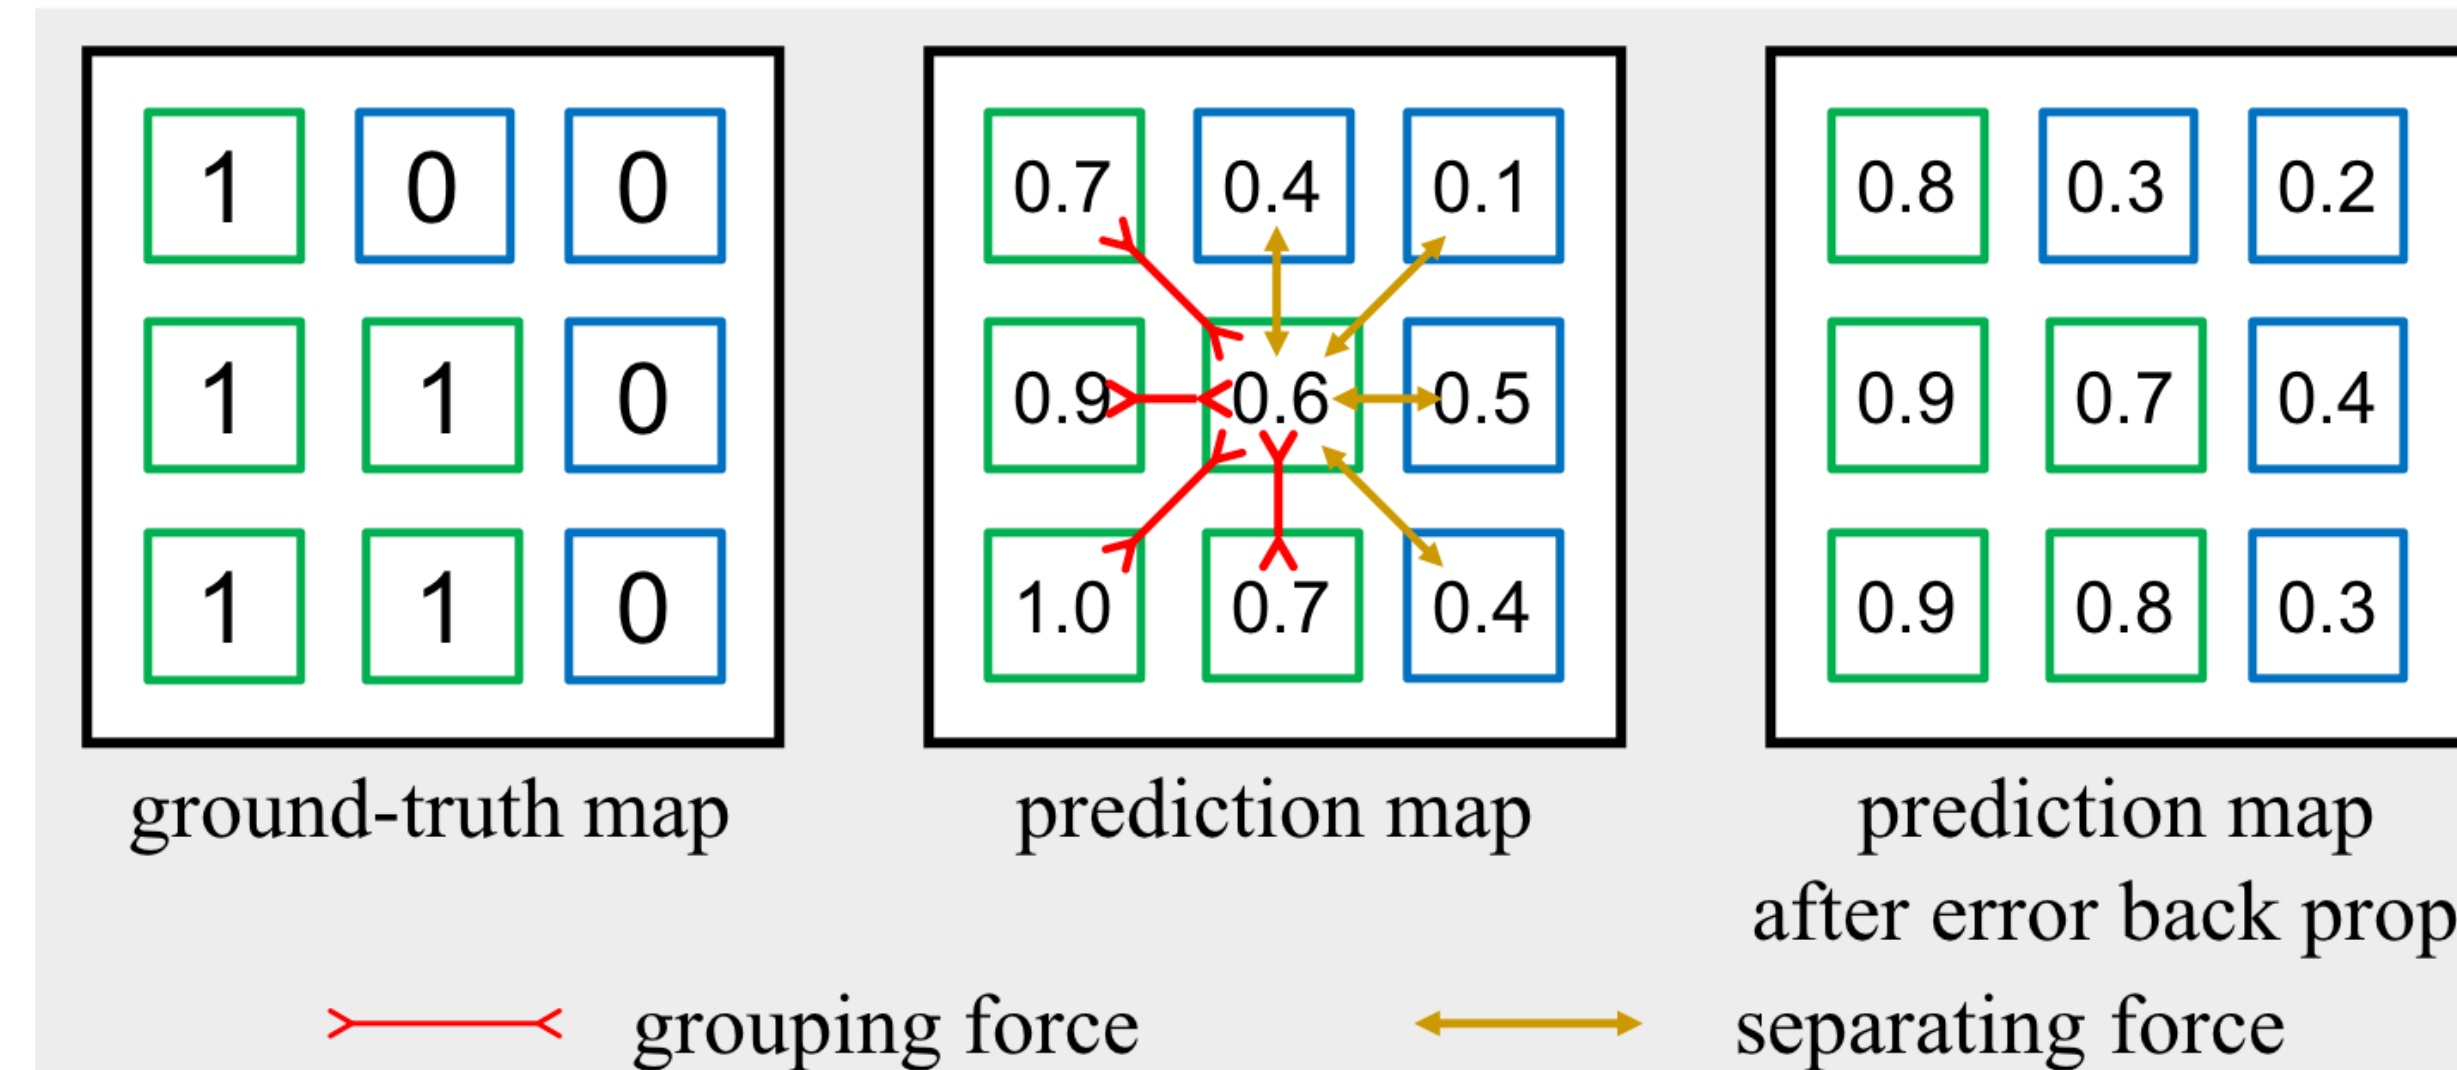 1 0 0
1 1 0
1 1 0
ground-truth map
0.7 0.4 0.1
0.9 0.6 0.5
1.0 0.7 0.4
prediction map
0.8 0.3 0.2
0.9 0.7 0.4
0.9 0.8 0.3
prediction map
after error back prop
grouping force
separating force